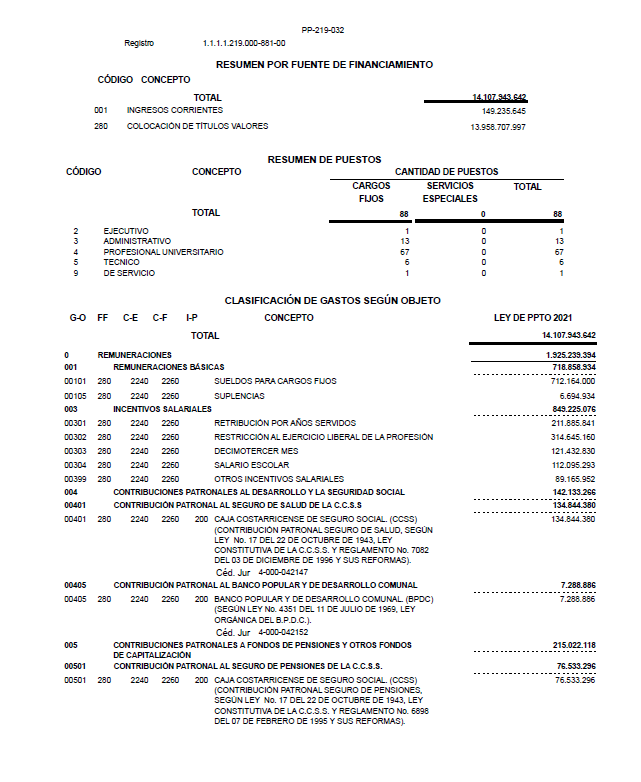 PP-219-032
Registro 1.1.1.1.219.000-881-00
RESUMEN POR FUENTE DE FINANCIAMIENTO
CÓDIGO CONCEPTO
TOTAL 14.107.943.642
001 INGRESOS CORRIENTES 149.235.645
280 COLOCACIÓN DE TÍTULOS VALORES 13.958.707.997
RESUMEN DE PUESTOS
CÓDIGO CONCEPTO CANTIDAD DE PUESTOS
CARGOS SERVICIOS TOTAL
FIJOS ESPECIALES
TOTAL 88 0 88
2 EJECUTIVO 1 0 1
3 ADMINISTRATIVO 13 0 13
4 PROFESIONAL UNIVERSITARIO 67 0 67
5 TECNICO 6 0 6
9 DE SERVICIO 1 0 1
CLASIFICACIÓN DE GASTOS SEGÚN OBJETO
G-O FF C-E C-F I-P CONCEPTO LEY DE PPTO 2021
TOTAL 14.107.943.642
0 REMUNERACIONES 1.925.239.394
001 REMUNERACIONES BÁSICAS 718.858.934
00101 280 2240 2260 SUELDOS PARA CARGOS FIJOS 712.164.000
00105 280 2240 2260 SUPLENCIAS 6.694.934
003 INCENTIVOS SALARIALES 849.225.076
00301 280 2240 2260 RETRIBUCIÓN POR AÑOS SERVIDOS 211.885.841
00302 280 2240 2260 RESTRICCIÓN AL EJERCICIO LIBERAL DE LA PROFESIÓN 314.645.160
00303 280 2240 2260 DECIMOTERCER MES 121.432.830
00304 280 2240 2260 SALARIO ESCOLAR 112.095.293
00399 280 2240 2260 OTROS INCENTIVOS SALARIALES 89.165.952
004 CONTRIBUCIONES PATRONALES AL DESARROLLO Y LA SEGURIDAD SOCIAL 142.133.266
00401 CONTRIBUCIÓN PATRONAL AL SEGURO DE SALUD DE LA C.C.S.S 134.844.380
00401 280 2240 2260 200 CAJA COSTARRICENSE DE SEGURO SOCIAL. (CCSS) 134.844.380
(CONTRIBUCIÓN PATRONAL SEGURO DE SALUD, SEGÚN
LEY No. 17 DEL 22 DE OCTUBRE DE 1943, LEY
CONSTITUTIVA DE LA C.C.S.S. Y REGLAMENTO No. 7082
DEL 03 DE DICIEMBRE DE 1996 Y SUS REFORMAS).
Céd. Jur 4-000-042147
00405 CONTRIBUCIÓN PATRONAL AL BANCO POPULAR Y DE DESARROLLO COMUNAL 7.288.886
00405 280 2240 2260 200 BANCO POPULAR Y DE DESARROLLO COMUNAL. (BPDC) 7.288.886
(SEGÚN LEY No. 4351 DEL 11 DE JULIO DE 1969, LEY
ORGÁNICA DEL B.P.D.C.).
Céd. Jur 4-000-042152
005 CONTRIBUCIONES PATRONALES A FONDOS DE PENSIONES Y OTROS FONDOS 215.022.118
DE CAPITALIZACIÓN
00501 CONTRIBUCIÓN PATRONAL AL SEGURO DE PENSIONES DE LA C.C.S.S. 76.533.296
00501 280 2240 2260 200 CAJA COSTARRICENSE DE SEGURO SOCIAL. (CCSS) 76.533.296
(CONTRIBUCIÓN PATRONAL SEGURO DE PENSIONES,
SEGÚN LEY No. 17 DEL 22 DE OCTUBRE DE 1943, LEY
CONSTITUTIVA DE LA C.C.S.S. Y REGLAMENTO No. 6898
DEL 07 DE FEBRERO DE 1995 Y SUS REFORMAS).